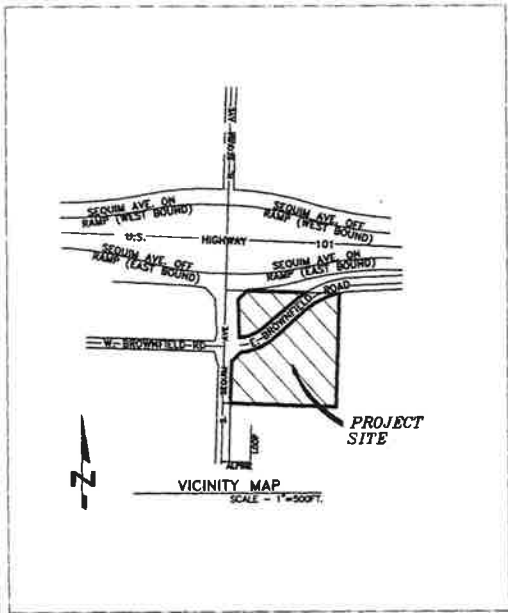 SEQUIM AVE
SEQUIM AVE. ON
RAMP (WEST BOUND)
SEQUIM AVE. OFF
RAMP (WEST BOUND)
U.S. HIGHWAY 101
SEQUIM AVE. OFF
RAMP (EAST BOUND)
SEQUIM AVE. ON
RAMP (EAST BOUND)
E. BROWNFIELD ROAD
W. BROWNFIELD RD
S. SEQUIM AVE
PROJECT
SITE
ALPINE
LOOP
N
VICINITY MAP
SCALE - 1"=500FT.